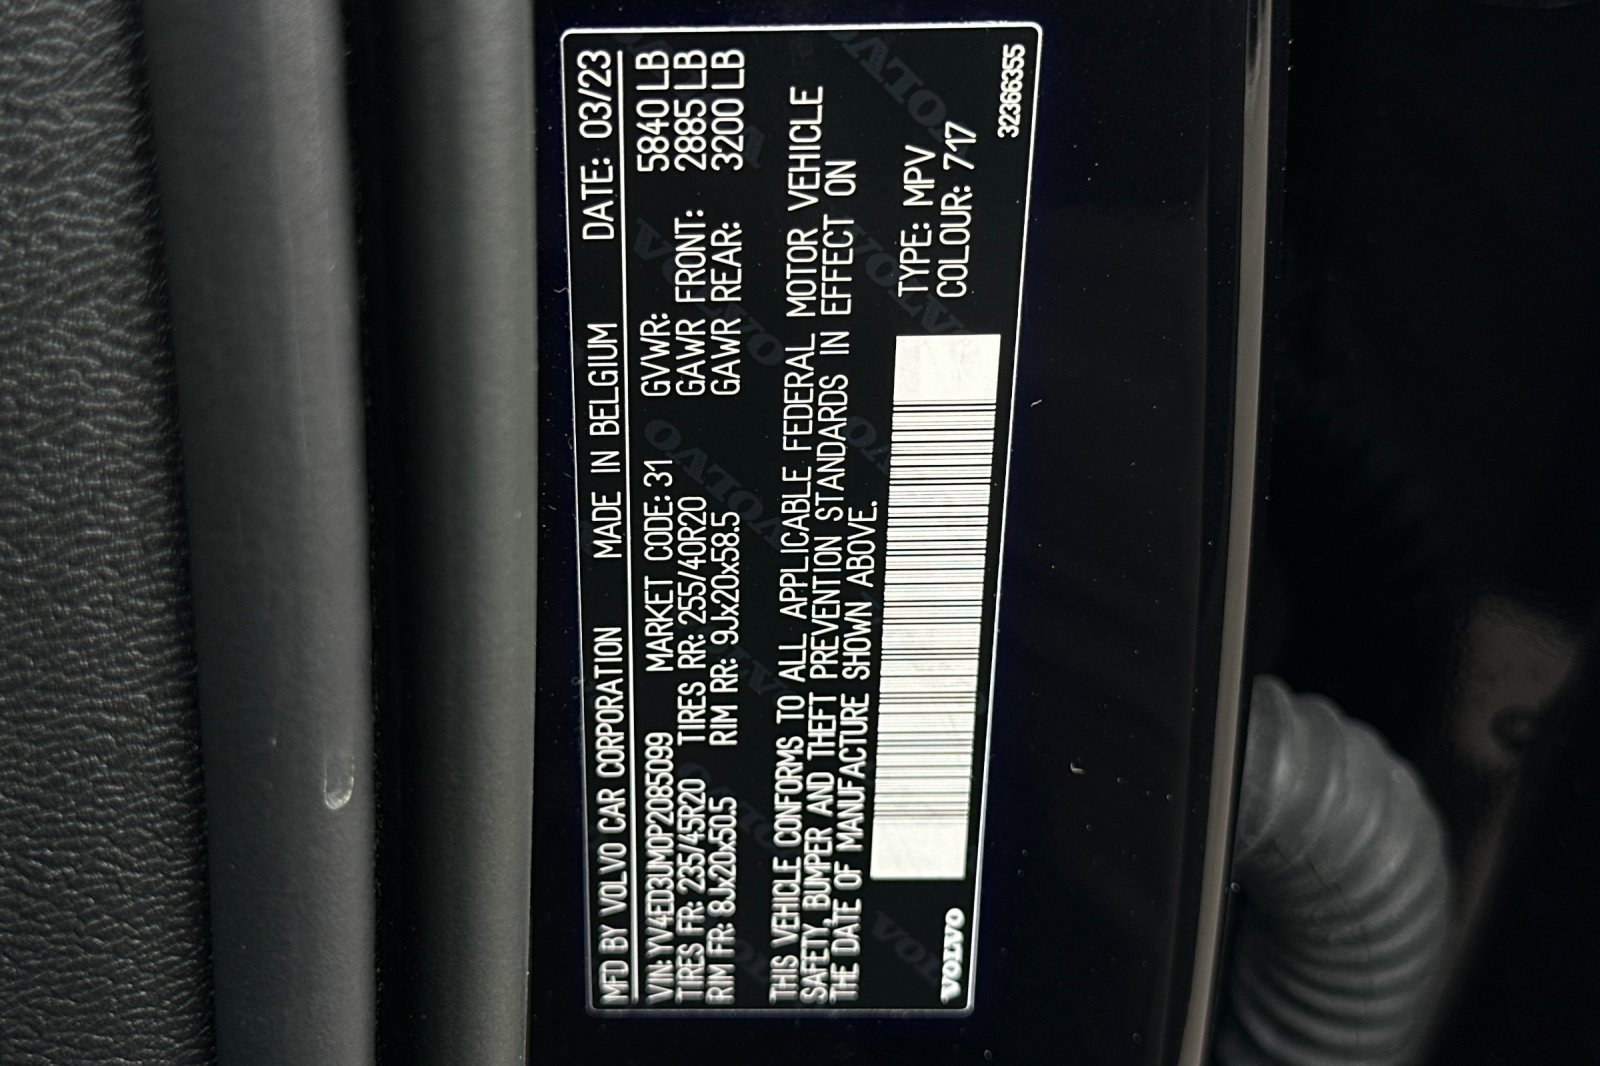 MFD BY VOLVO CAR CORPORATION MADE IN BELGIUM DATE: 03/23
VIN: YV4ED3UM0P2085099 MARKET CODE: 31 GVWR: 5840 LB
TIRES FR: 235/45R20 TIRES RR: 255/40R20 GAWR FRONT: 2885 LB
RIM FR: 8Jx20x50.5 RIM RR: 9Jx20x58.5 GAWR REAR: 3200 LB
THIS VEHICLE CONFORMS TO ALL APPLICABLE FEDERAL MOTOR VEHICLE
SAFETY, BUMPER AND THEFT PREVENTION STANDARDS IN EFFECT ON
THE DATE OF MANUFACTURE SHOWN ABOVE.
TYPE: MPV
COLOUR: 717
VOLVO
32366355